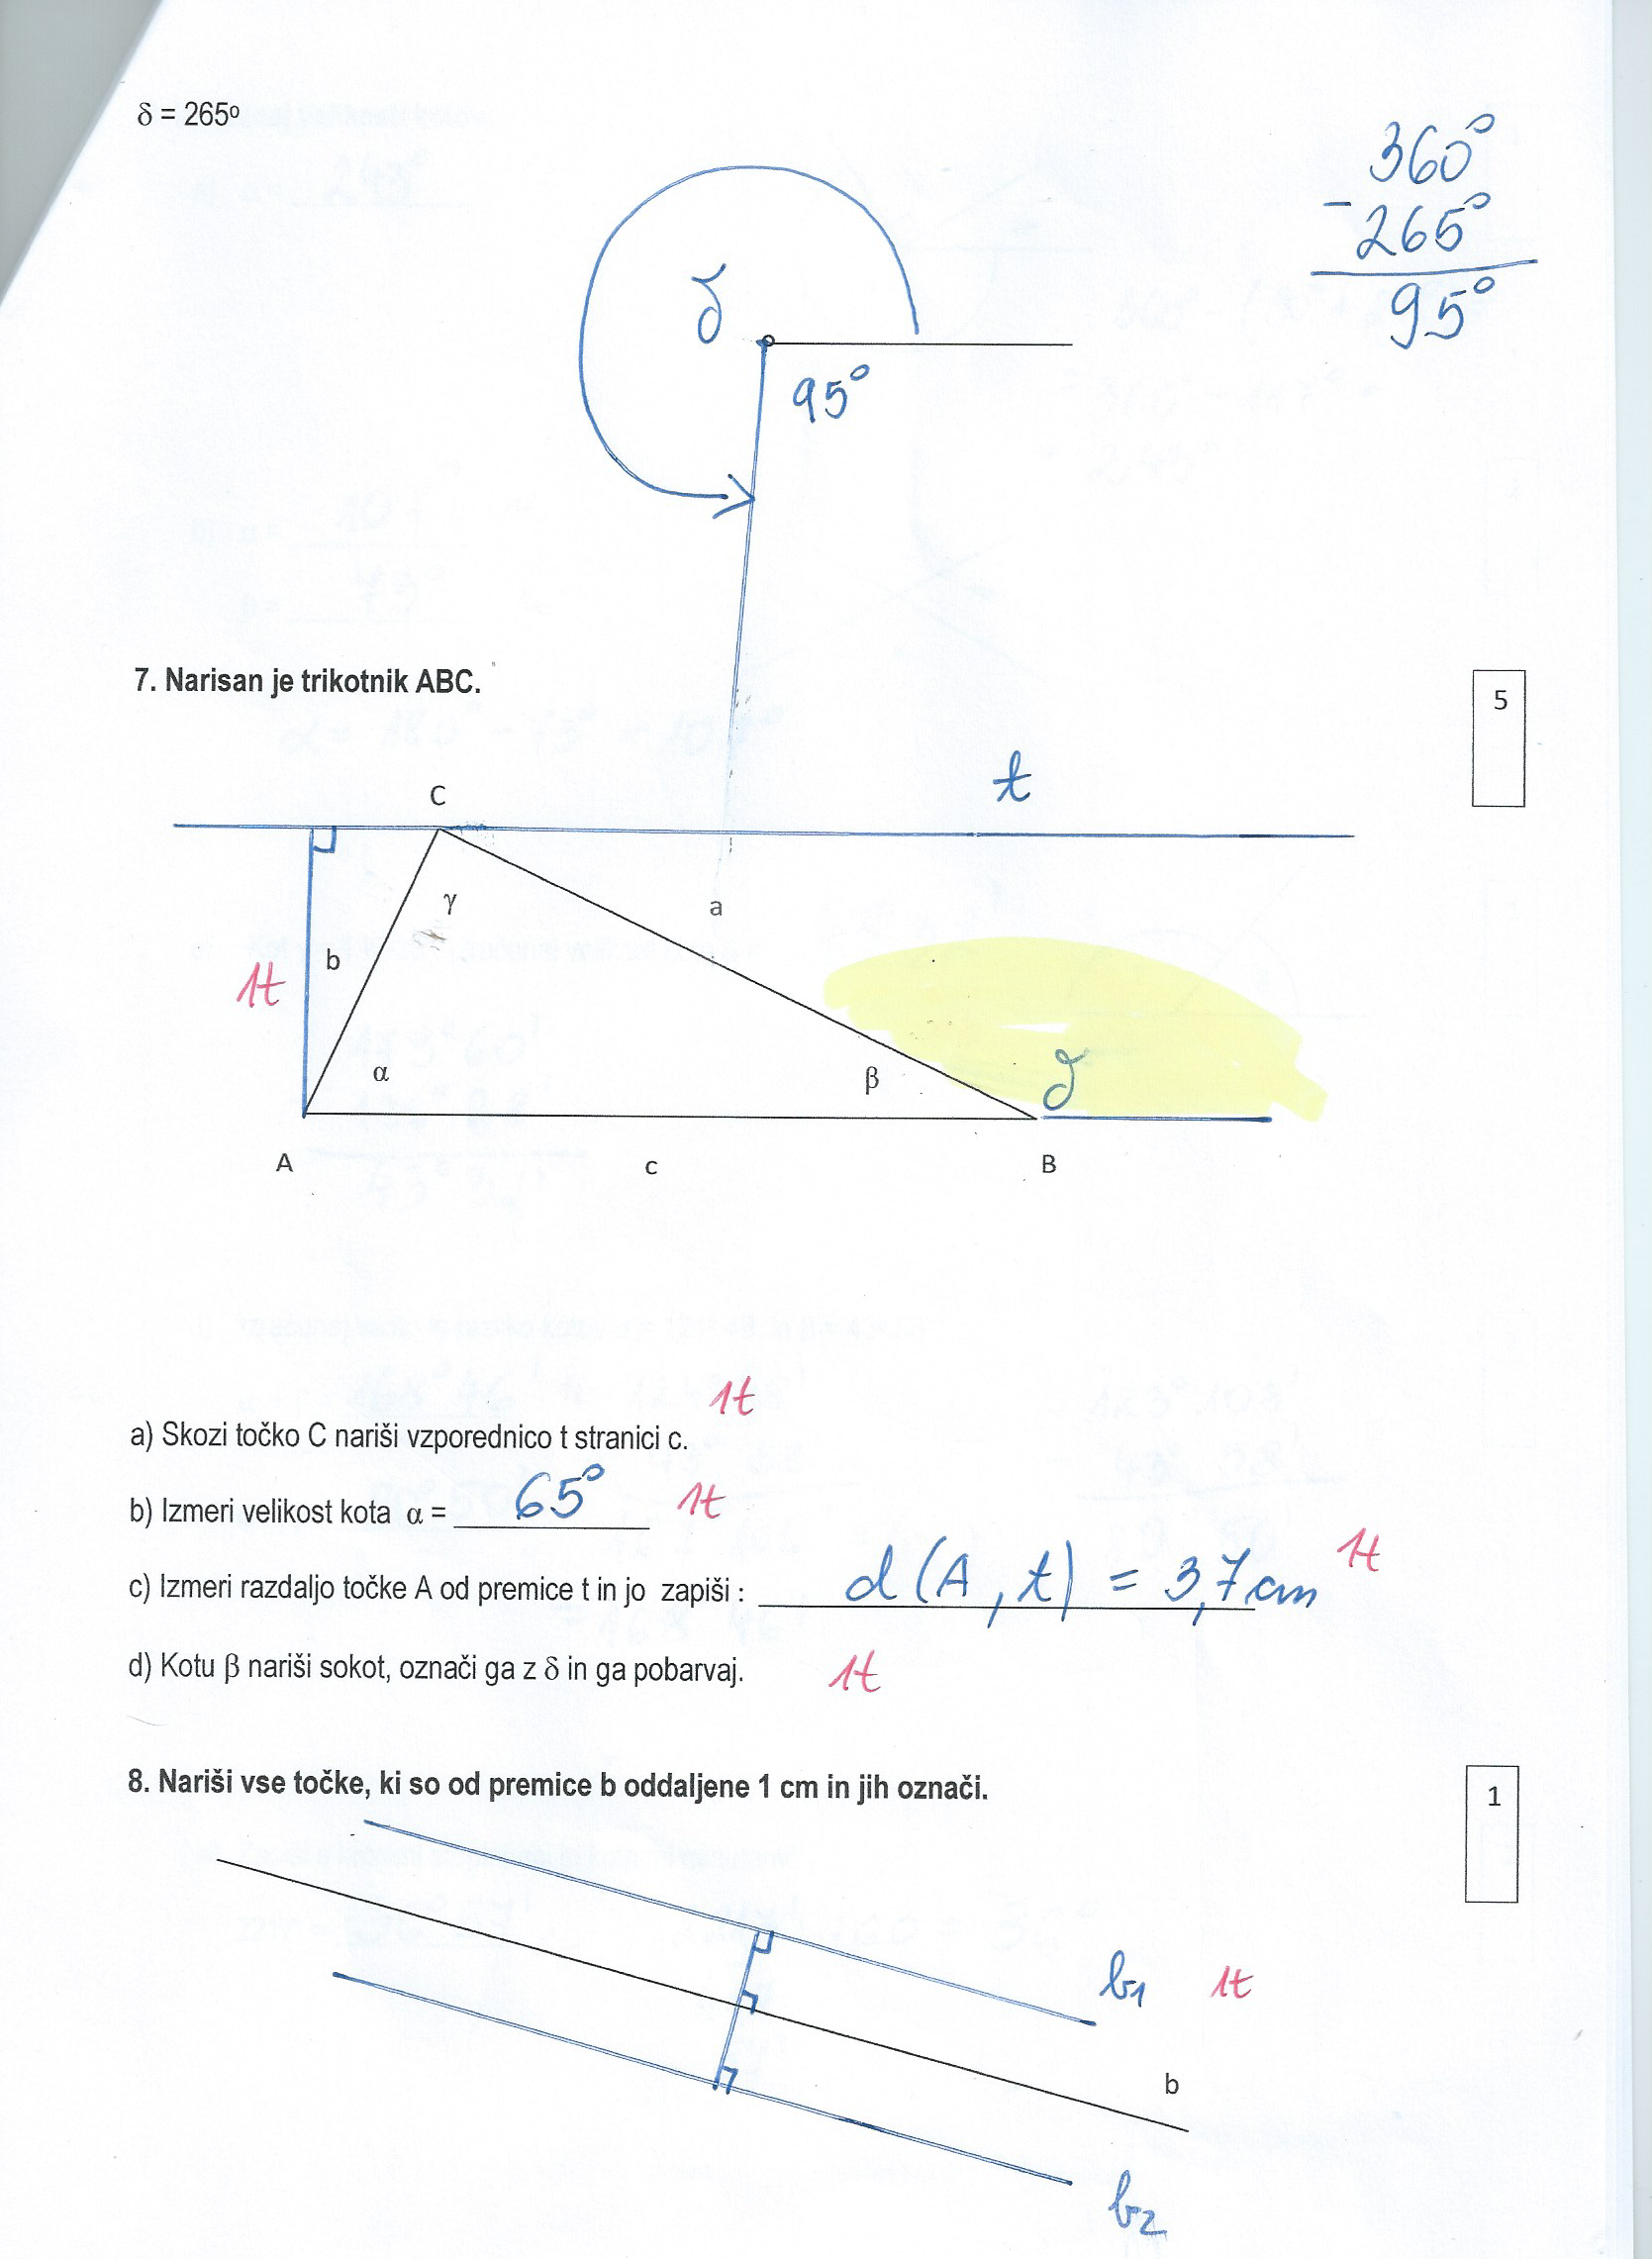 δ = 265º
360°
- 265°
95°
δ
95°
7. Narisan je trikotnik ABC.
5
t
C
γ
a
b
1t
α
β
δ
A
c
B
1t
a) Skozi točko C nariši vzporednico t stranici c.
b) Izmeri velikost kota α = 65° 1t
c) Izmeri razdaljo točke A od premice t in jo zapiši : d(A, t) = 3,7cm 1t
d) Kotu β nariši sokot, označi ga z δ in ga pobarvaj. 1t
8. Nariši vse točke, ki so od premice b oddaljene 1 cm in jih označi.
1
b1 1t
b
b2